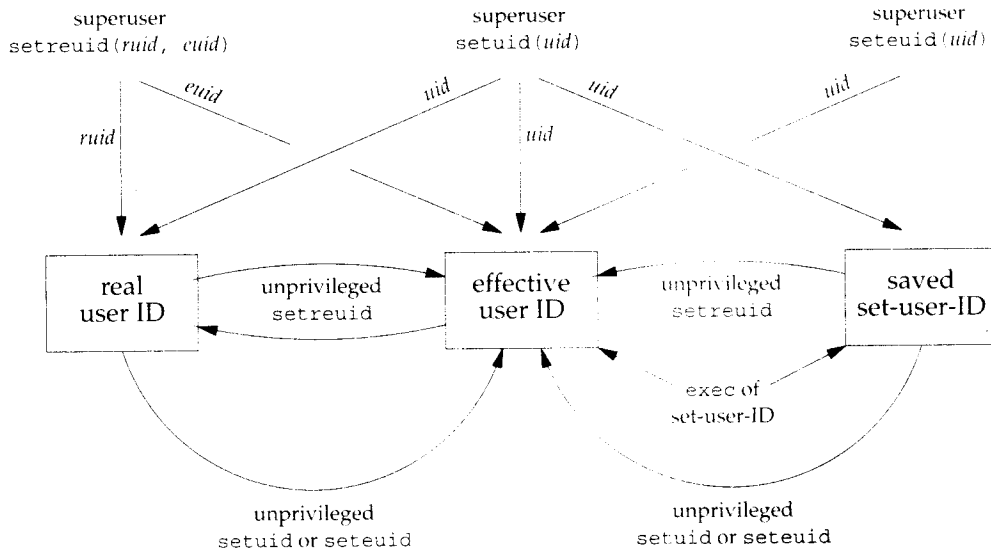 superuser
setreuid(ruid, euid)
superuser
setuid(uid)
superuser
seteuid(uid)
ruid
euid
uid
uid
uid
uid
real
user ID
unprivileged
setreuid
effective
user ID
unprivileged
setreuid
saved
set-user-ID
exec of
set-user-ID
unprivileged
setuid or seteuid
unprivileged
setuid or seteuid